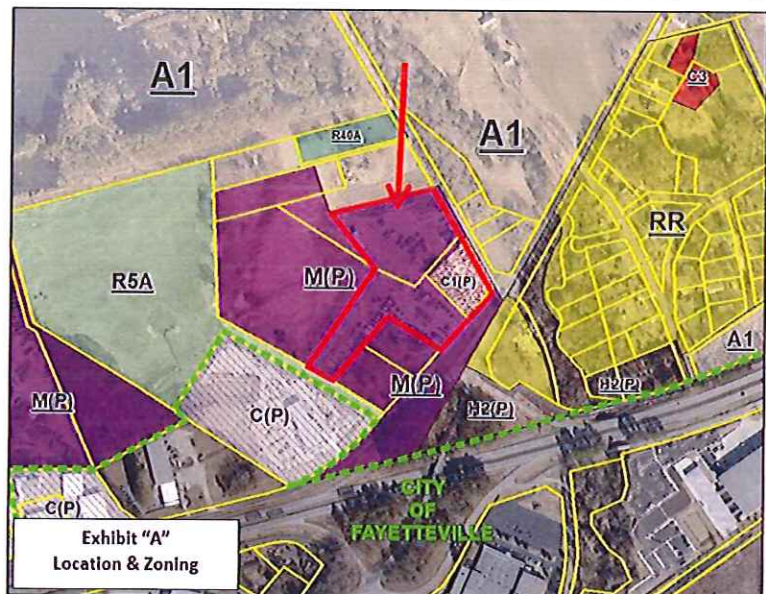 A1
A1
R40A
C3
RR
R5A
M(P)
C1(P)
A1
M(P)
M(P)
H2(P)
H2(P)
C(P)
C(P)
CITY
OF
FAYETTEVILLE
Exhibit "A"
Location & Zoning